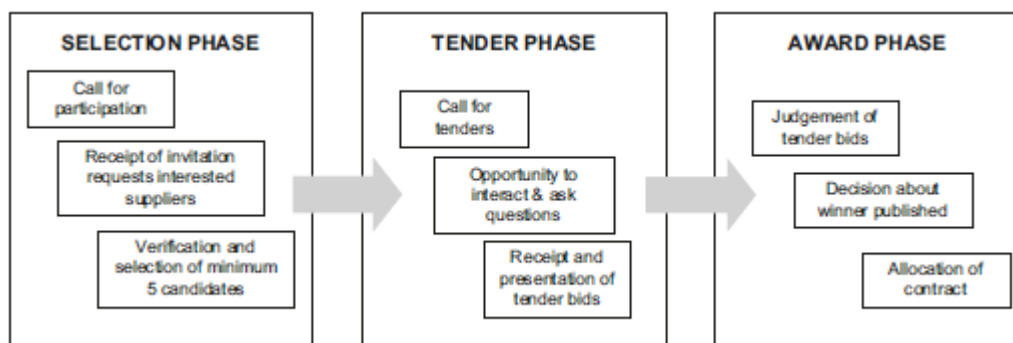 SELECTION PHASE
Call for
participation
Receipt of invitation
requests interested
suppliers
Verification and
selection of minimum
5 candidates
TENDER PHASE
Call for
tenders
Opportunity to
interact & ask
questions
Receipt and
presentation of
tender bids
AWARD PHASE
Judgement of
tender bids
Decision about
winner published
Allocation of
contract